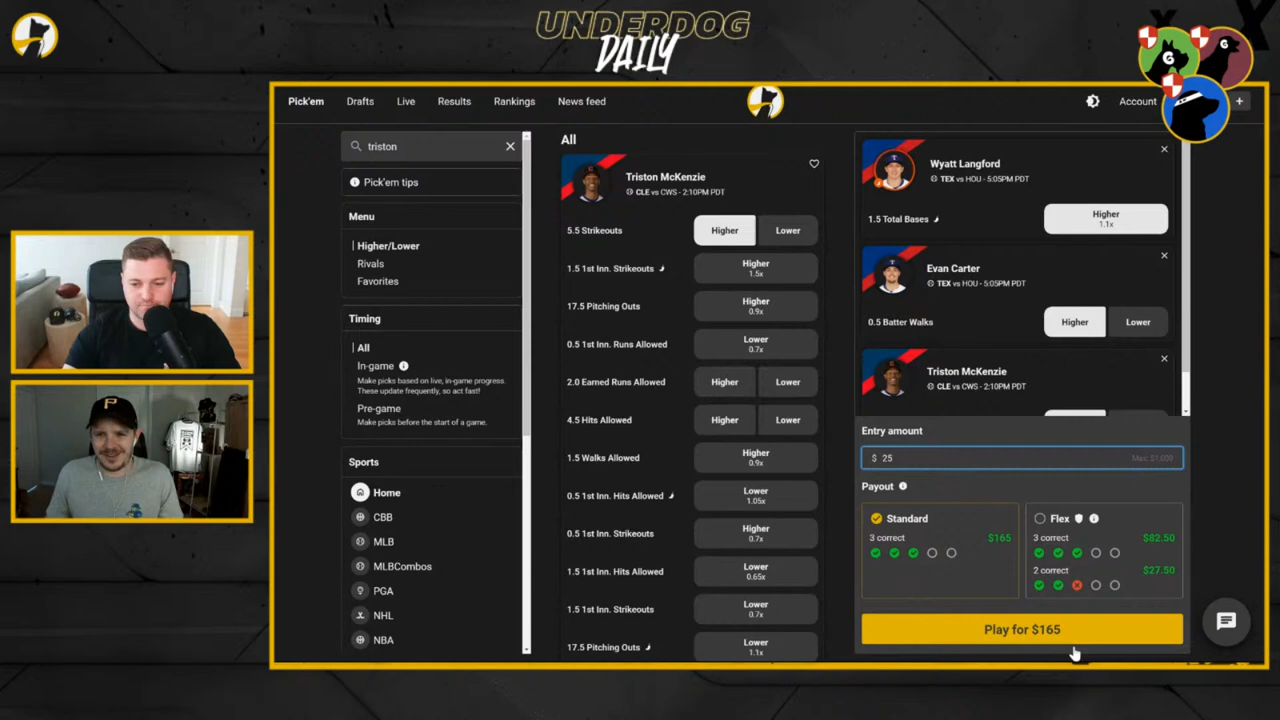 UNDERDOG
DAILY
G
G
Pick'em
Drafts
Live
Results
Rankings
News feed
Account
+
triston
Pick'em tips
Menu
Higher/Lower
Rivals
Favorites
Timing
All
In-game
Make picks based on live, in-game progress.
These update frequently, so act fast!
Pre-game
Make picks before the start of a game.
Sports
Home
CBB
MLB
MLBCombos
PGA
NHL
NBA
All
Triston McKenzie
CLE vs CWS - 2:10PM PDT
5.5 Strikeouts
Higher
Lower
1.5 1st Inn. Strikeouts
Higher
1.5x
17.5 Pitching Outs
Higher
0.9x
0.5 1st Inn. Runs Allowed
Lower
0.7x
2.0 Earned Runs Allowed
Higher
Lower
4.5 Hits Allowed
Higher
Lower
1.5 Walks Allowed
Higher
0.9x
0.5 1st Inn. Hits Allowed
Lower
1.05x
0.5 1st Inn. Strikeouts
Higher
0.7x
1.5 1st Inn. Hits Allowed
Lower
0.65x
1.5 1st Inn. Strikeouts
Lower
0.7x
17.5 Pitching Outs
Lower
1.1x
Wyatt Langford
TEX vs HOU - 5:05PM PDT
1.5 Total Bases
Higher
1.1x
Evan Carter
TEX vs HOU - 5:05PM PDT
0.5 Batter Walks
Higher
Lower
Triston McKenzie
CLE vs CWS - 2:10PM PDT
Entry amount
$ 25
Max: $1,000
Payout
Standard
3 correct
$165
Flex
3 correct
$82.50
2 correct
$27.50
Play for $165
P